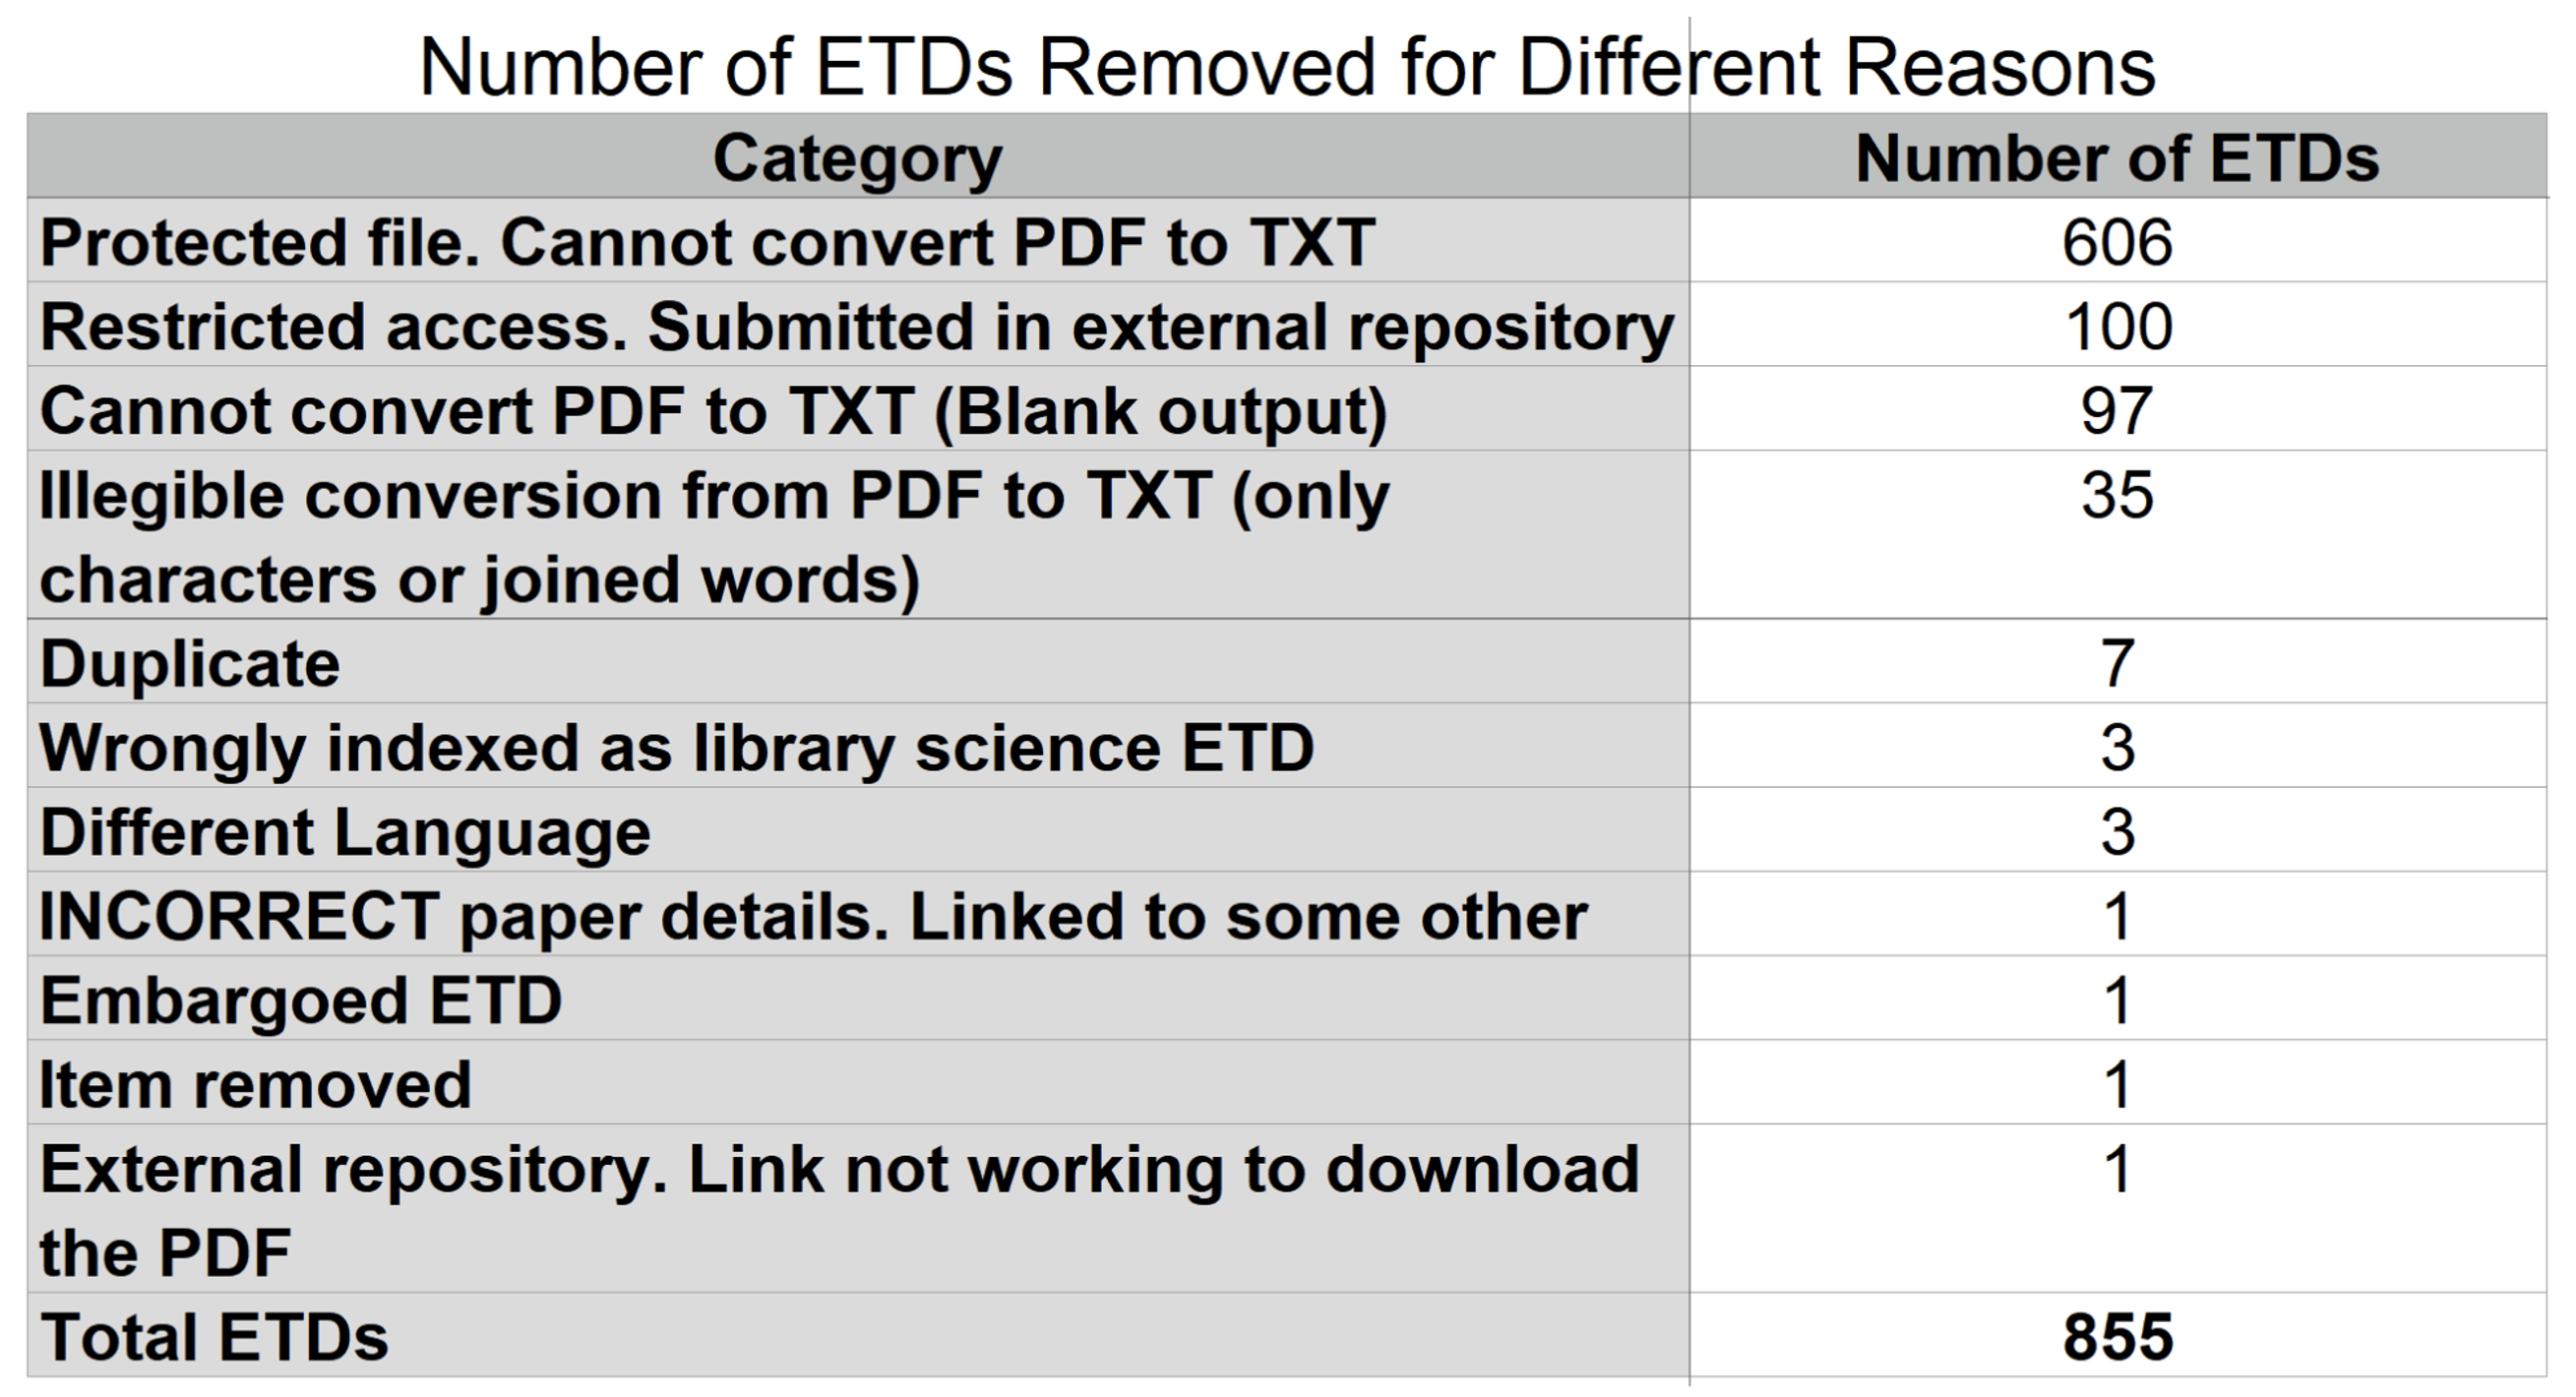 Number of ETDs Removed for Different Reasons
Category Number of ETDs
Protected file. Cannot convert PDF to TXT 606
Restricted access. Submitted in external repository 100
Cannot convert PDF to TXT (Blank output) 97
Illegible conversion from PDF to TXT (only 35
characters or joined words)
Duplicate 7
Wrongly indexed as library science ETD 3
Different Language 3
INCORRECT paper details. Linked to some other 1
Embargoed ETD 1
Item removed 1
External repository. Link not working to download 1
the PDF
Total ETDs 855